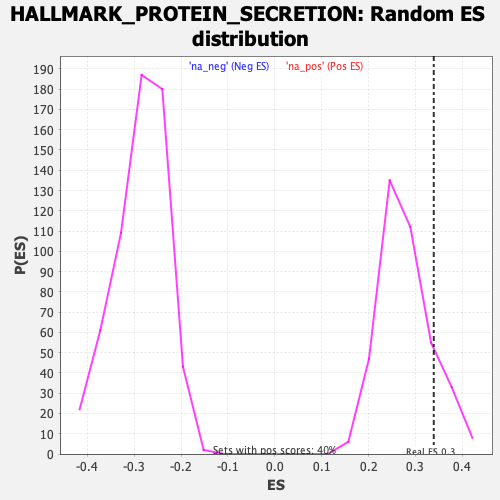 HALLMARK_PROTEIN_SECRETION: Random ES
distribution
'na_neg' (Neg ES) 'na_pos' (Pos ES)
190
180
170
160
150
140
130
120
110
100
90
80
70
60
50
40
30
20
10
0
P(ES)
Sets with pos scores: 40%
Real ES 0.3
-0.4 -0.3 -0.2 -0.1 0.0 0.1 0.2 0.3 0.4
ES